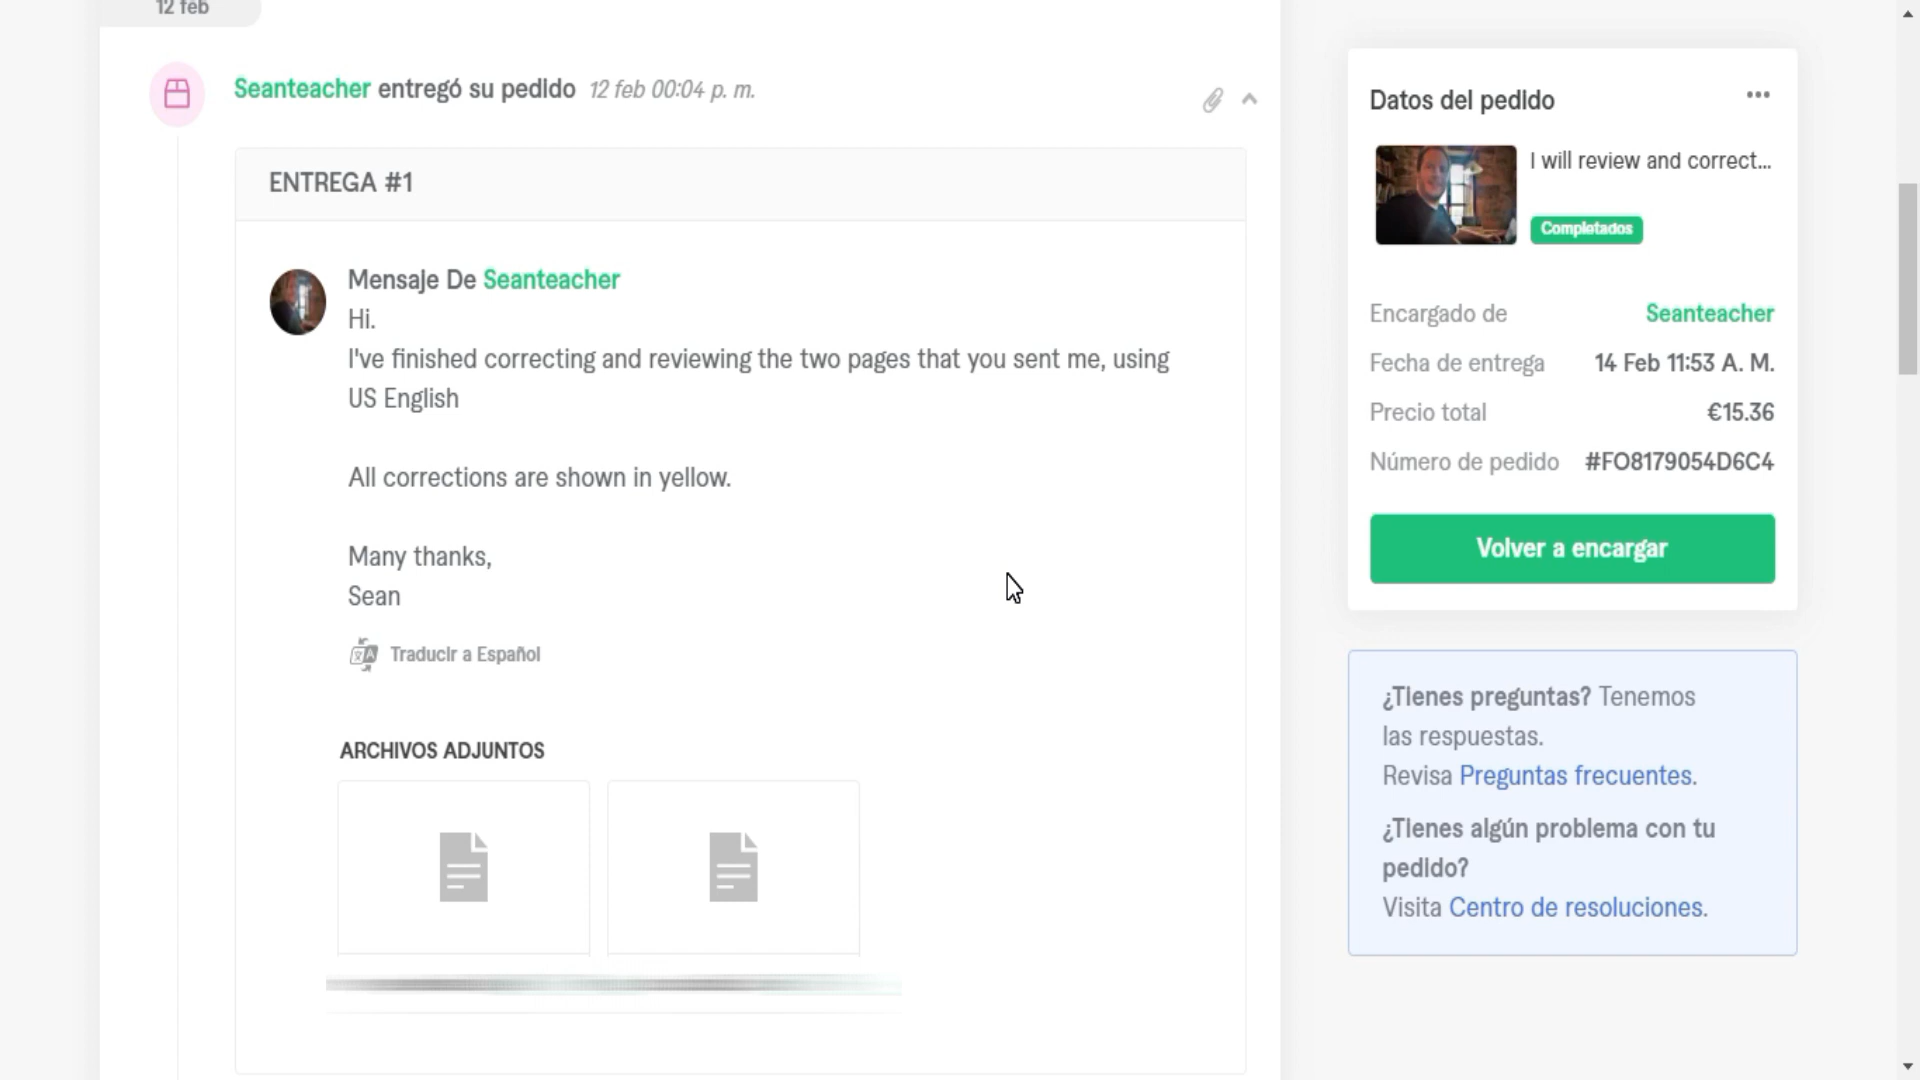 12 feb
Seanteacher entregó su pedido 12 feb 00:04 p. m.
ENTREGA #1
Mensaje De Seanteacher
Hi.
I've finished correcting and reviewing the two pages that you sent me, using
US English
All corrections are shown in yellow.
Many thanks,
Sean
Traducir a Español
ARCHIVOS ADJUNTOS
Datos del pedido
I will review and correct...
Completados
Encargado de Seanteacher
Fecha de entrega 14 Feb 11:53 A. M.
Precio total €15.36
Número de pedido #FO8179054D6C4
Volver a encargar
¿Tienes preguntas? Tenemos
las respuestas.
Revisa Preguntas frecuentes.
¿Tienes algún problema con tu
pedido?
Visita Centro de resoluciones.